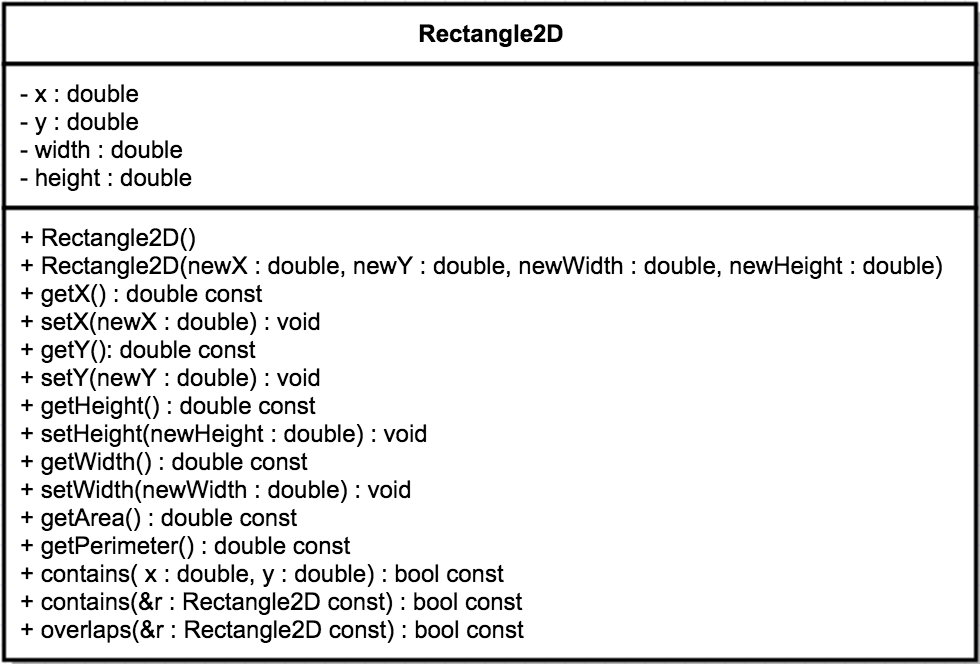 Rectangle2D
- x : double
- y : double
- width : double
- height : double
+ Rectangle2D()
+ Rectangle2D(newX : double, newY : double, newWidth : double, newHeight : double)
+ getX() : double const
+ setX(newX : double) : void
+ getY(): double const
+ setY(newY : double) : void
+ getHeight() : double const
+ setHeight(newHeight : double) : void
+ getWidth() : double const
+ setWidth(newWidth : double) : void
+ getArea() : double const
+ getPerimeter() : double const
+ contains( x : double, y : double) : bool const
+ contains(&r : Rectangle2D const) : bool const
+ overlaps(&r : Rectangle2D const) : bool const